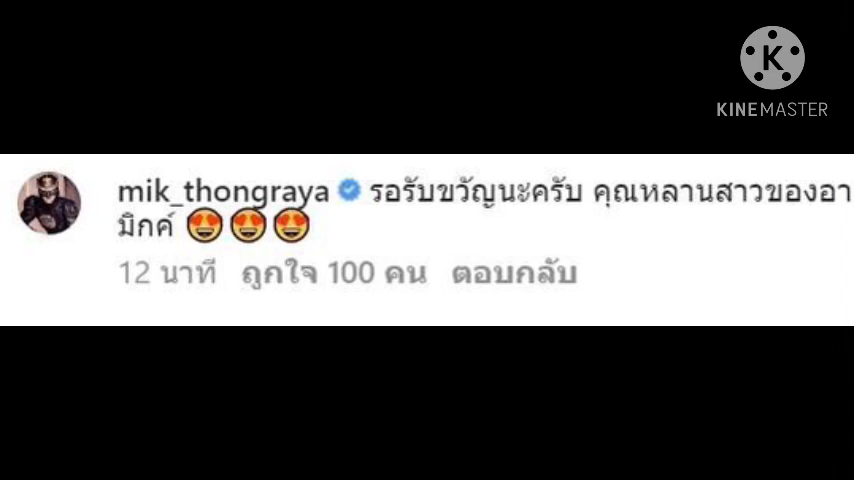 K
KINEMASTER
mik_thongraya รอรับขวัญนะครับ คุณหลานสาวของอา
มิกค์ 😍😍😍
12 นาที ถูกใจ 100 คน ตอบกลับ